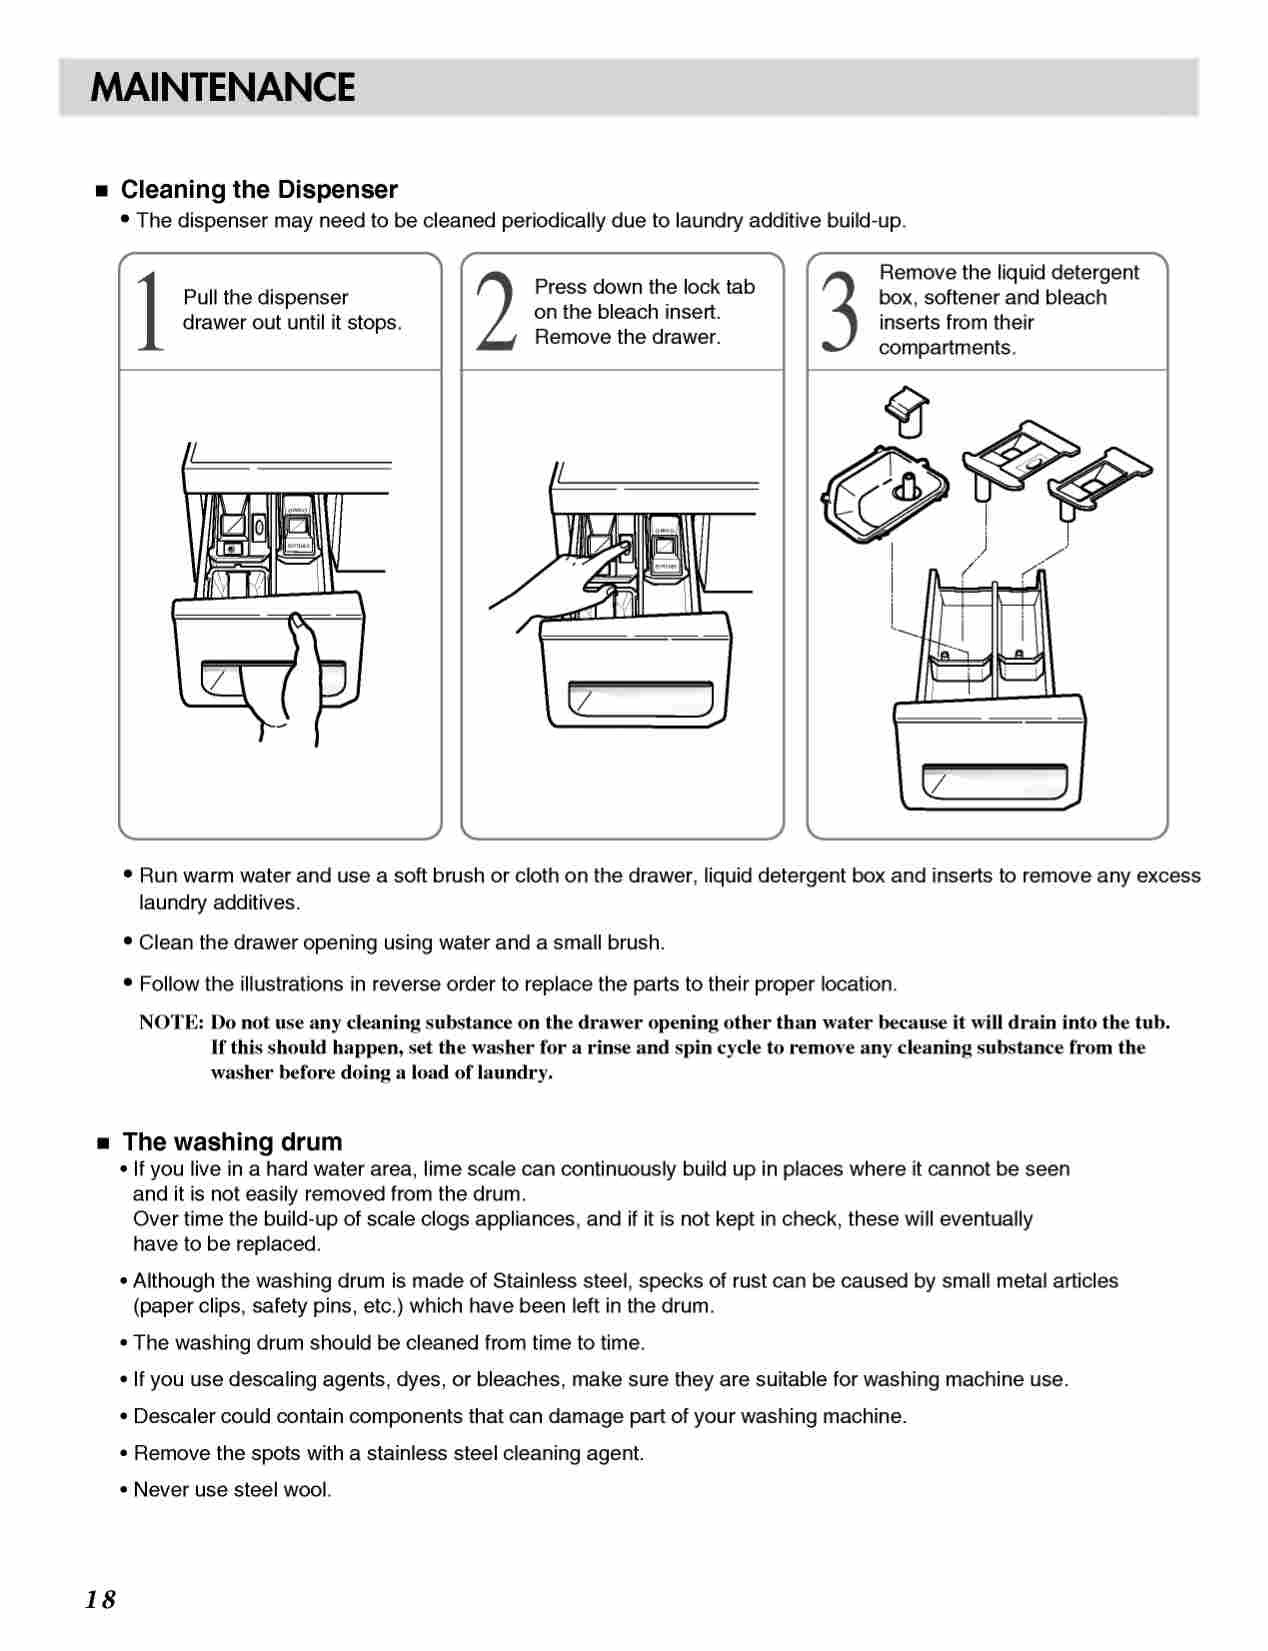 MAINTENANCE
■ Cleaning the Dispenser
• The dispenser may need to be cleaned periodically due to laundry additive build-up.
1
Pull the dispenser
drawer out until it stops.
2
Press down the lock tab
on the bleach insert.
Remove the drawer.
3
Remove the liquid detergent
box, softener and bleach
inserts from their
compartments.
• Run warm water and use a soft brush or cloth on the drawer, liquid detergent box and inserts to remove any excess
laundry additives.
• Clean the drawer opening using water and a small brush.
• Follow the illustrations in reverse order to replace the parts to their proper location.
NOTE: Do not use any cleaning substance on the drawer opening other than water because it will drain into the tub.
If this should happen, set the washer for a rinse and spin cycle to remove any cleaning substance from the
washer before doing a load of laundry.
■ The washing drum
• If you live in a hard water area, lime scale can continuously build up in places where it cannot be seen
and it is not easily removed from the drum.
Over time the build-up of scale clogs appliances, and if it is not kept in check, these will eventually
have to be replaced.
• Although the washing drum is made of Stainless steel, specks of rust can be caused by small metal articles
(paper clips, safety pins, etc.) which have been left in the drum.
• The washing drum should be cleaned from time to time.
• If you use descaling agents, dyes, or bleaches, make sure they are suitable for washing machine use.
• Descaler could contain components that can damage part of your washing machine.
• Remove the spots with a stainless steel cleaning agent.
• Never use steel wool.
18